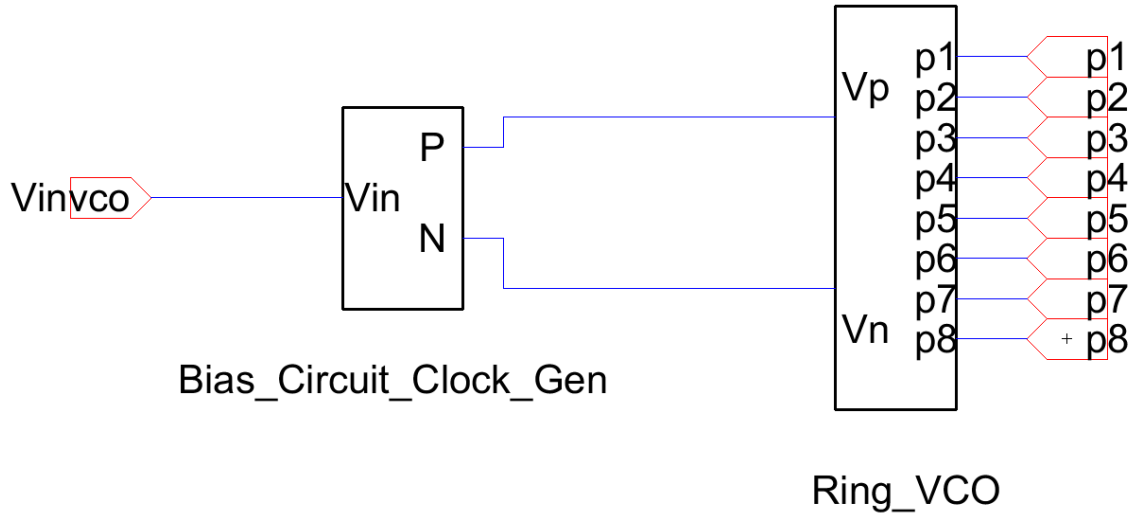 Vinvco
Vin
P
N
Bias_Circuit_Clock_Gen
Vp
Vn
p1
p2
p3
p4
p5
p6
p7
p8
Ring_VCO
p1
p2
p3
p4
p5
p6
p7
p8